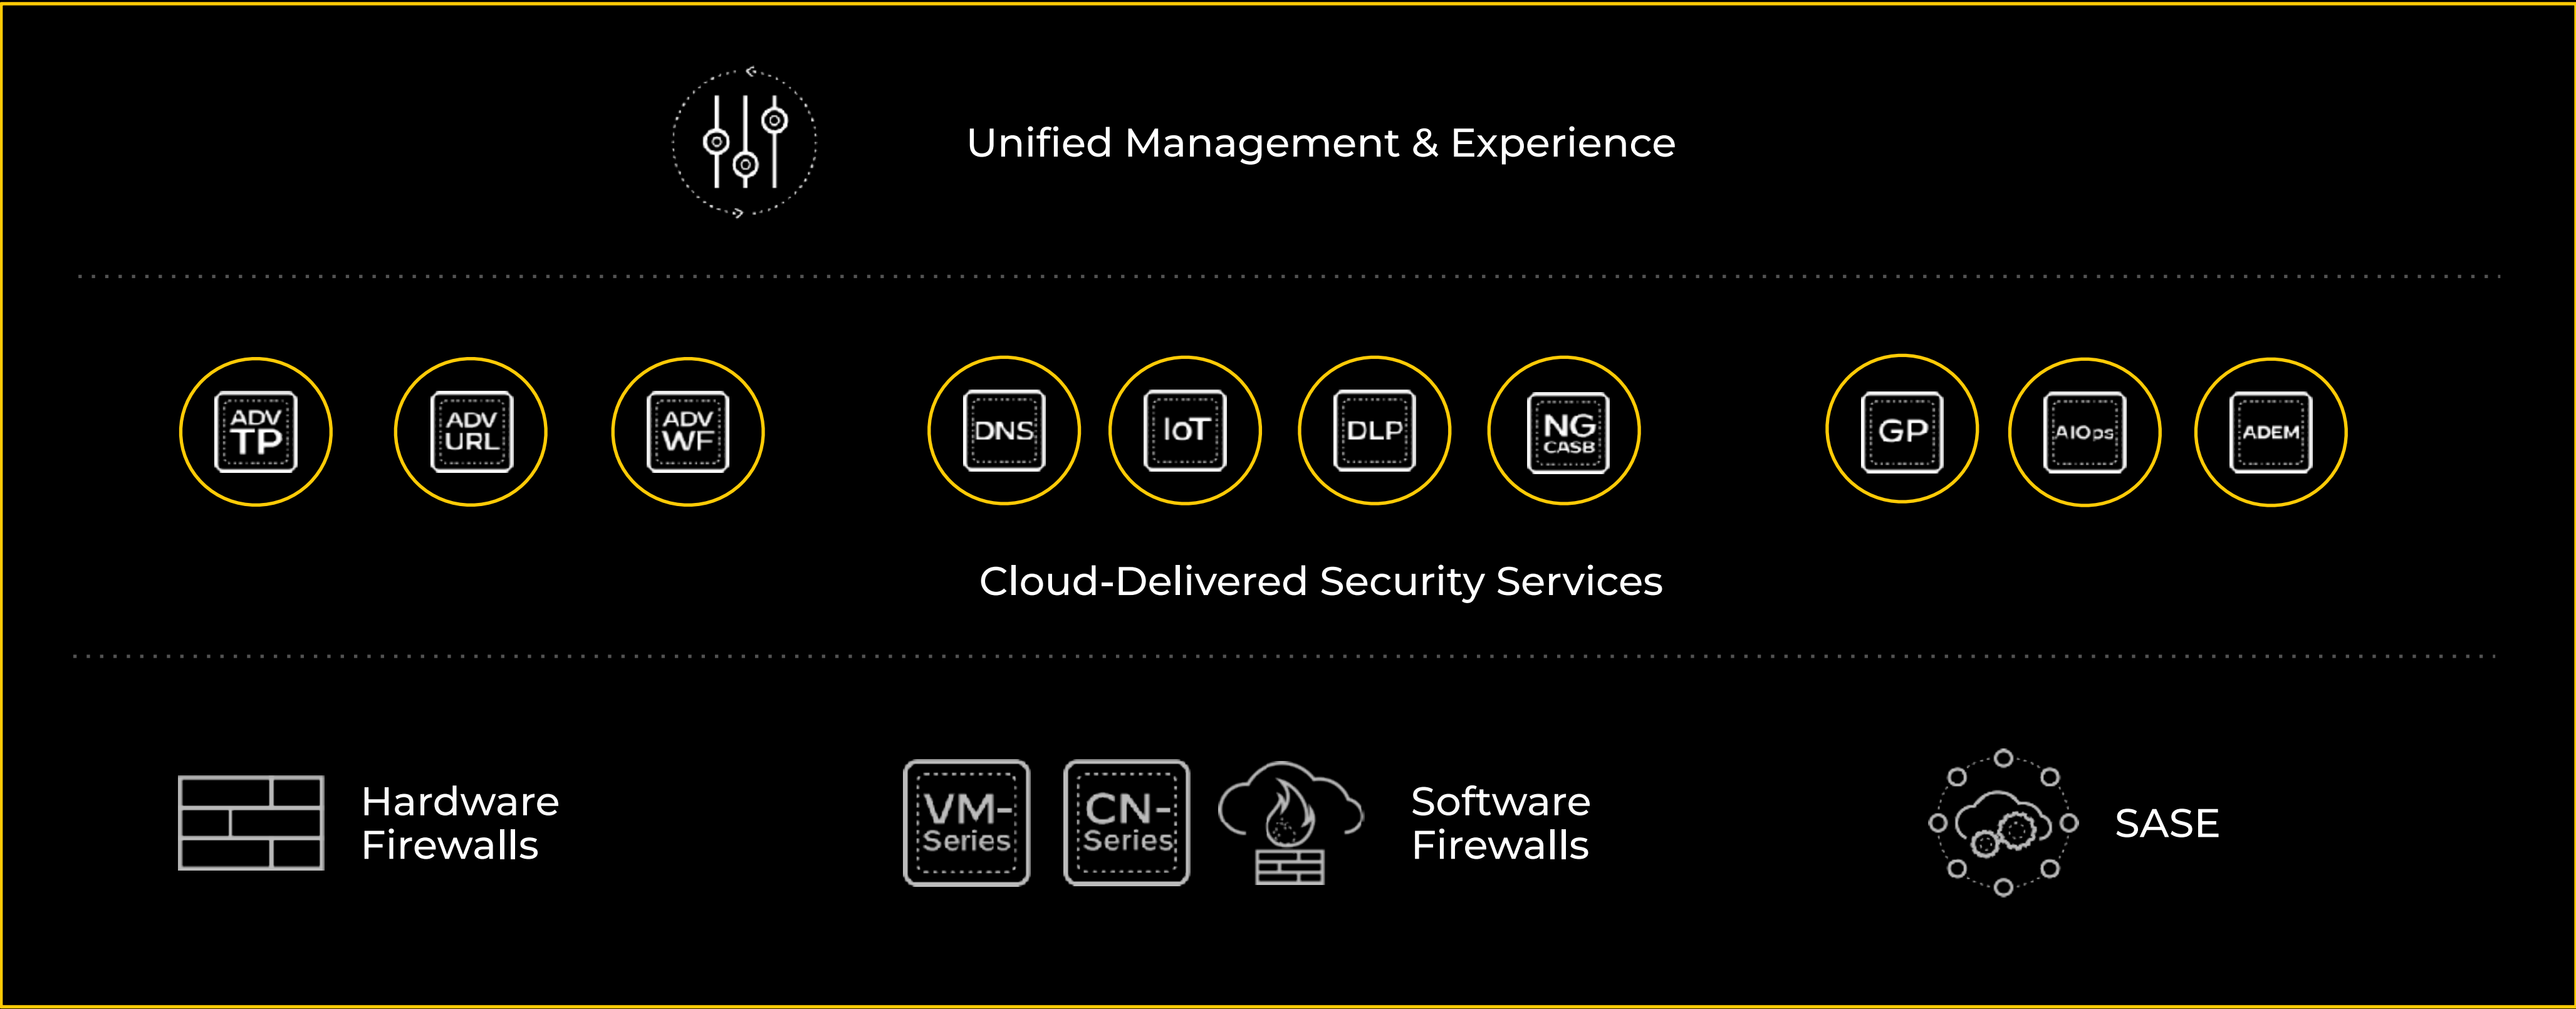 Unified Management & Experience
ADV
TP
ADV
URL
ADV
WF
DNS
IoT
DLP
NG
CASB
GP
AIOps
ADEM
Cloud-Delivered Security Services
Hardware
Firewalls
VM-
Series
CN-
Series
Software
Firewalls
SASE